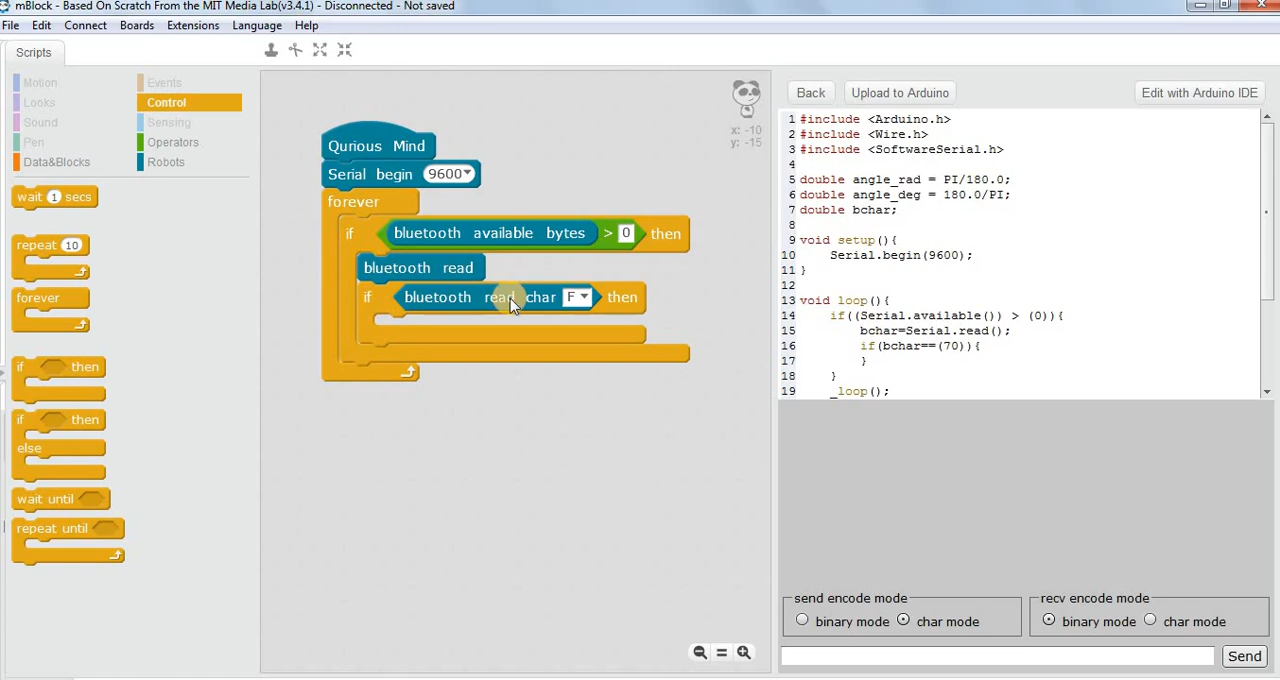 mBlock - Based On Scratch From the MIT Media Lab(v3.4.1) - Disconnected - Not saved
File Edit Connect Boards Extensions Language Help
Scripts
Motion Events
Looks Control
Sound Sensing
Pen Operators
Data&Blocks Robots
wait 1 secs
repeat 10
forever
if then
if then
else
wait until
repeat until
Qurious Mind
Serial begin 9600
forever
if bluetooth available bytes > 0 then
bluetooth read
if bluetooth read char F then
x: -10
y: -15
Back Upload to Arduino Edit with Arduino IDE
1 #include <Arduino.h>
2 #include <Wire.h>
3 #include <SoftwareSerial.h>
4
5 double angle_rad = PI/180.0;
6 double angle_deg = 180.0/PI;
7 double bchar;
8
9 void setup(){
10 Serial.begin(9600);
11 }
12
13 void loop(){
14 if((Serial.available()) > (0)){
15 bchar=Serial.read();
16 if(bchar==(70)){
17 }
18 }
19 _loop();
send encode mode
binary mode char mode
recv encode mode
binary mode char mode
Send